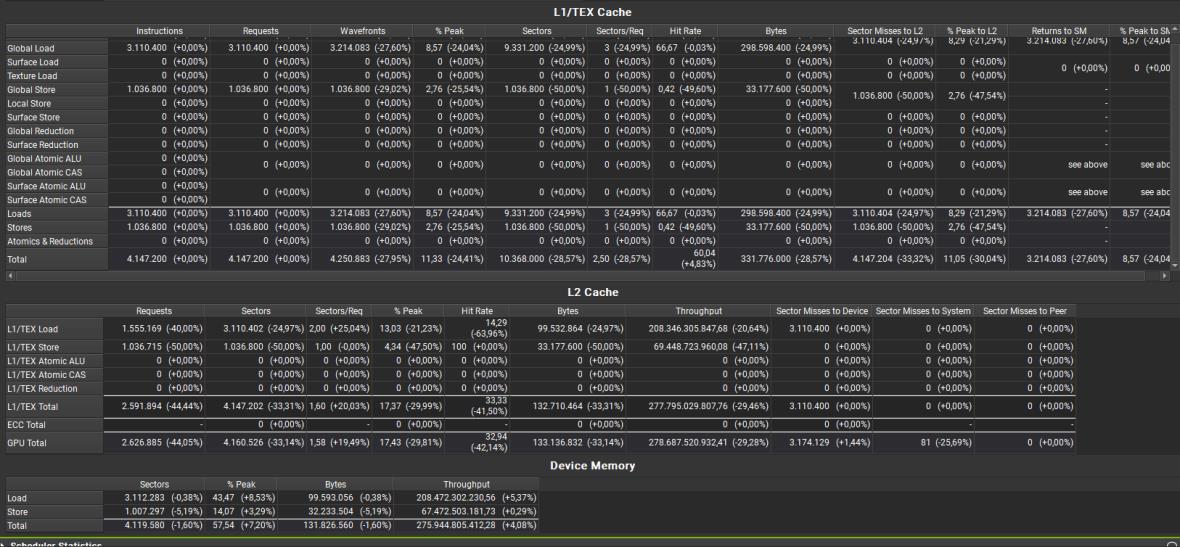 L1/TEX Cache
Instructions Requests Wavefronts % Peak Sectors Sectors/Req Hit Rate Bytes Sector Misses to L2 % Peak to L2 Returns to SM % Peak to SM
Global Load 3.110.400 (+0,00%) 3.110.400 (+0,00%) 3.214.083 (-27,60%) 8,57 (-24,04%) 9.331.200 (-24,99%) 3 (-24,99%) 66,67 (-0,03%) 298.598.400 (-24,99%) 3.110.404 (-24,97%) 8,29 (-21,29%) 3.214.083 (-27,60%) 8,57 (-24,04
Surface Load 0 (+0,00%) 0 (+0,00%) 0 (+0,00%) 0 (+0,00%) 0 (+0,00%) 0 (+0,00%) 0 (+0,00%) 0 (+0,00%) 0 (+0,00%) 0 (+0,00%) 0 (+0,00%) 0 (+0,00
Texture Load 0 (+0,00%) 0 (+0,00%) 0 (+0,00%) 0 (+0,00%) 0 (+0,00%) 0 (+0,00%) 0 (+0,00%) 0 (+0,00%) 0 (+0,00%) 0 (+0,00%)
Global Store 1.036.800 (+0,00%) 1.036.800 (+0,00%) 1.036.800 (-29,02%) 2,76 (-25,54%) 1.036.800 (-50,00%) 1 (-50,00%) 0,42 (-49,60%) 33.177.600 (-50,00%) 1.036.800 (-50,00%) 2,76 (-47,54%) -
Local Store 0 (+0,00%) 0 (+0,00%) 0 (+0,00%) 0 (+0,00%) 0 (+0,00%) 0 (+0,00%) 0 (+0,00%) 0 (+0,00%) -
Surface Store 0 (+0,00%) 0 (+0,00%) 0 (+0,00%) 0 (+0,00%) 0 (+0,00%) 0 (+0,00%) 0 (+0,00%) 0 (+0,00%) 0 (+0,00%) 0 (+0,00%) -
Global Reduction 0 (+0,00%) 0 (+0,00%) 0 (+0,00%) 0 (+0,00%) 0 (+0,00%) 0 (+0,00%) 0 (+0,00%) 0 (+0,00%) 0 (+0,00%) 0 (+0,00%) -
Surface Reduction 0 (+0,00%) 0 (+0,00%) 0 (+0,00%) 0 (+0,00%) 0 (+0,00%) 0 (+0,00%) 0 (+0,00%) 0 (+0,00%) 0 (+0,00%) 0 (+0,00%) -
Global Atomic ALU 0 (+0,00%) 0 (+0,00%) 0 (+0,00%) 0 (+0,00%) 0 (+0,00%) 0 (+0,00%) 0 (+0,00%) 0 (+0,00%) 0 (+0,00%) 0 (+0,00%) see above see abc
Global Atomic CAS 0 (+0,00%)
Surface Atomic ALU 0 (+0,00%) 0 (+0,00%) 0 (+0,00%) 0 (+0,00%) 0 (+0,00%) 0 (+0,00%) 0 (+0,00%) 0 (+0,00%) 0 (+0,00%) 0 (+0,00%) see above see abc
Surface Atomic CAS 0 (+0,00%)
Loads 3.110.400 (+0,00%) 3.110.400 (+0,00%) 3.214.083 (-27,60%) 8,57 (-24,04%) 9.331.200 (-24,99%) 3 (-24,99%) 66,67 (-0,03%) 298.598.400 (-24,99%) 3.110.404 (-24,97%) 8,29 (-21,29%) 3.214.083 (-27,60%) 8,57 (-24,04
Stores 1.036.800 (+0,00%) 1.036.800 (+0,00%) 1.036.800 (-29,02%) 2,76 (-25,54%) 1.036.800 (-50,00%) 1 (-50,00%) 0,42 (-49,60%) 33.177.600 (-50,00%) 1.036.800 (-50,00%) 2,76 (-47,54%) -
Atomics & Reductions 0 (+0,00%) 0 (+0,00%) 0 (+0,00%) 0 (+0,00%) 0 (+0,00%) 0 (+0,00%) 0 (+0,00%) 0 (+0,00%) 0 (+0,00%) 0 (+0,00%) -
Total 4.147.200 (+0,00%) 4.147.200 (+0,00%) 4.250.883 (-27,95%) 11,33 (-24,41%) 10.368.000 (-28,57%) 2,50 (-28,57%) 60,04 (+4,83%) 331.776.000 (-28,57%) 4.147.204 (-33,32%) 11,05 (-30,04%) 3.214.083 (-27,60%) 8,57 (-24,04
L2 Cache
Requests Sectors Sectors/Req % Peak Hit Rate Bytes Throughput Sector Misses to Device Sector Misses to System Sector Misses to Peer
L1/TEX Load 1.555.169 (-40,00%) 3.110.402 (-24,97%) 2,00 (+25,04%) 13,03 (-21,23%) 14,29 (-63,96%) 99.532.864 (-24,97%) 208.346.305.847,68 (-20,64%) 3.110.400 (+0,00%) 0 (+0,00%) 0 (+0,00%)
L1/TEX Store 1.036.715 (-50,00%) 1.036.800 (-50,00%) 1,00 (-0,00%) 4,34 (-47,50%) 100 (+0,00%) 33.177.600 (-50,00%) 69.448.723.960,08 (-47,11%) 0 (+0,00%) 0 (+0,00%) 0 (+0,00%)
L1/TEX Atomic ALU 0 (+0,00%) 0 (+0,00%) 0 (+0,00%) 0 (+0,00%) 0 (+0,00%) 0 (+0,00%) 0 (+0,00%) 0 (+0,00%) 0 (+0,00%) 0 (+0,00%)
L1/TEX Atomic CAS 0 (+0,00%) 0 (+0,00%) 0 (+0,00%) 0 (+0,00%) 0 (+0,00%) 0 (+0,00%) 0 (+0,00%) 0 (+0,00%) 0 (+0,00%) 0 (+0,00%)
L1/TEX Reduction 0 (+0,00%) 0 (+0,00%) 0 (+0,00%) 0 (+0,00%) 0 (+0,00%) 0 (+0,00%) 0 (+0,00%) 0 (+0,00%) 0 (+0,00%) 0 (+0,00%)
L1/TEX Total 2.591.894 (-44,44%) 4.147.202 (-33,31%) 1,60 (+20,03%) 17,37 (-29,99%) 33,33 (-41,50%) 132.710.464 (-33,31%) 277.795.029.807,76 (-29,46%) 3.110.400 (+0,00%) 0 (+0,00%) 0 (+0,00%)
ECC Total - 0 (+0,00%) - 0 (+0,00%) - 0 (+0,00%) 0 (+0,00%) 0 (+0,00%) - -
GPU Total 2.626.885 (-44,05%) 4.160.526 (-33,14%) 1,58 (+19,49%) 17,43 (-29,81%) 32,94 (-42,14%) 133.136.832 (-33,14%) 278.687.520.932,41 (-29,28%) 3.174.129 (+1,44%) 81 (-25,69%) 0 (+0,00%)
Device Memory
Sectors % Peak Bytes Throughput
Load 3.112.283 (-0,38%) 43,47 (+8,53%) 99.593.056 (-0,38%) 208.472.302.230,56 (+5,37%)
Store 1.007.297 (-5,19%) 14,07 (+3,29%) 32.233.504 (-5,19%) 67.472.503.181,73 (+0,29%)
Total 4.119.580 (-1,60%) 57,54 (+7,20%) 131.826.560 (-1,60%) 275.944.805.412,28 (+4,08%)
Scheduler Statistics